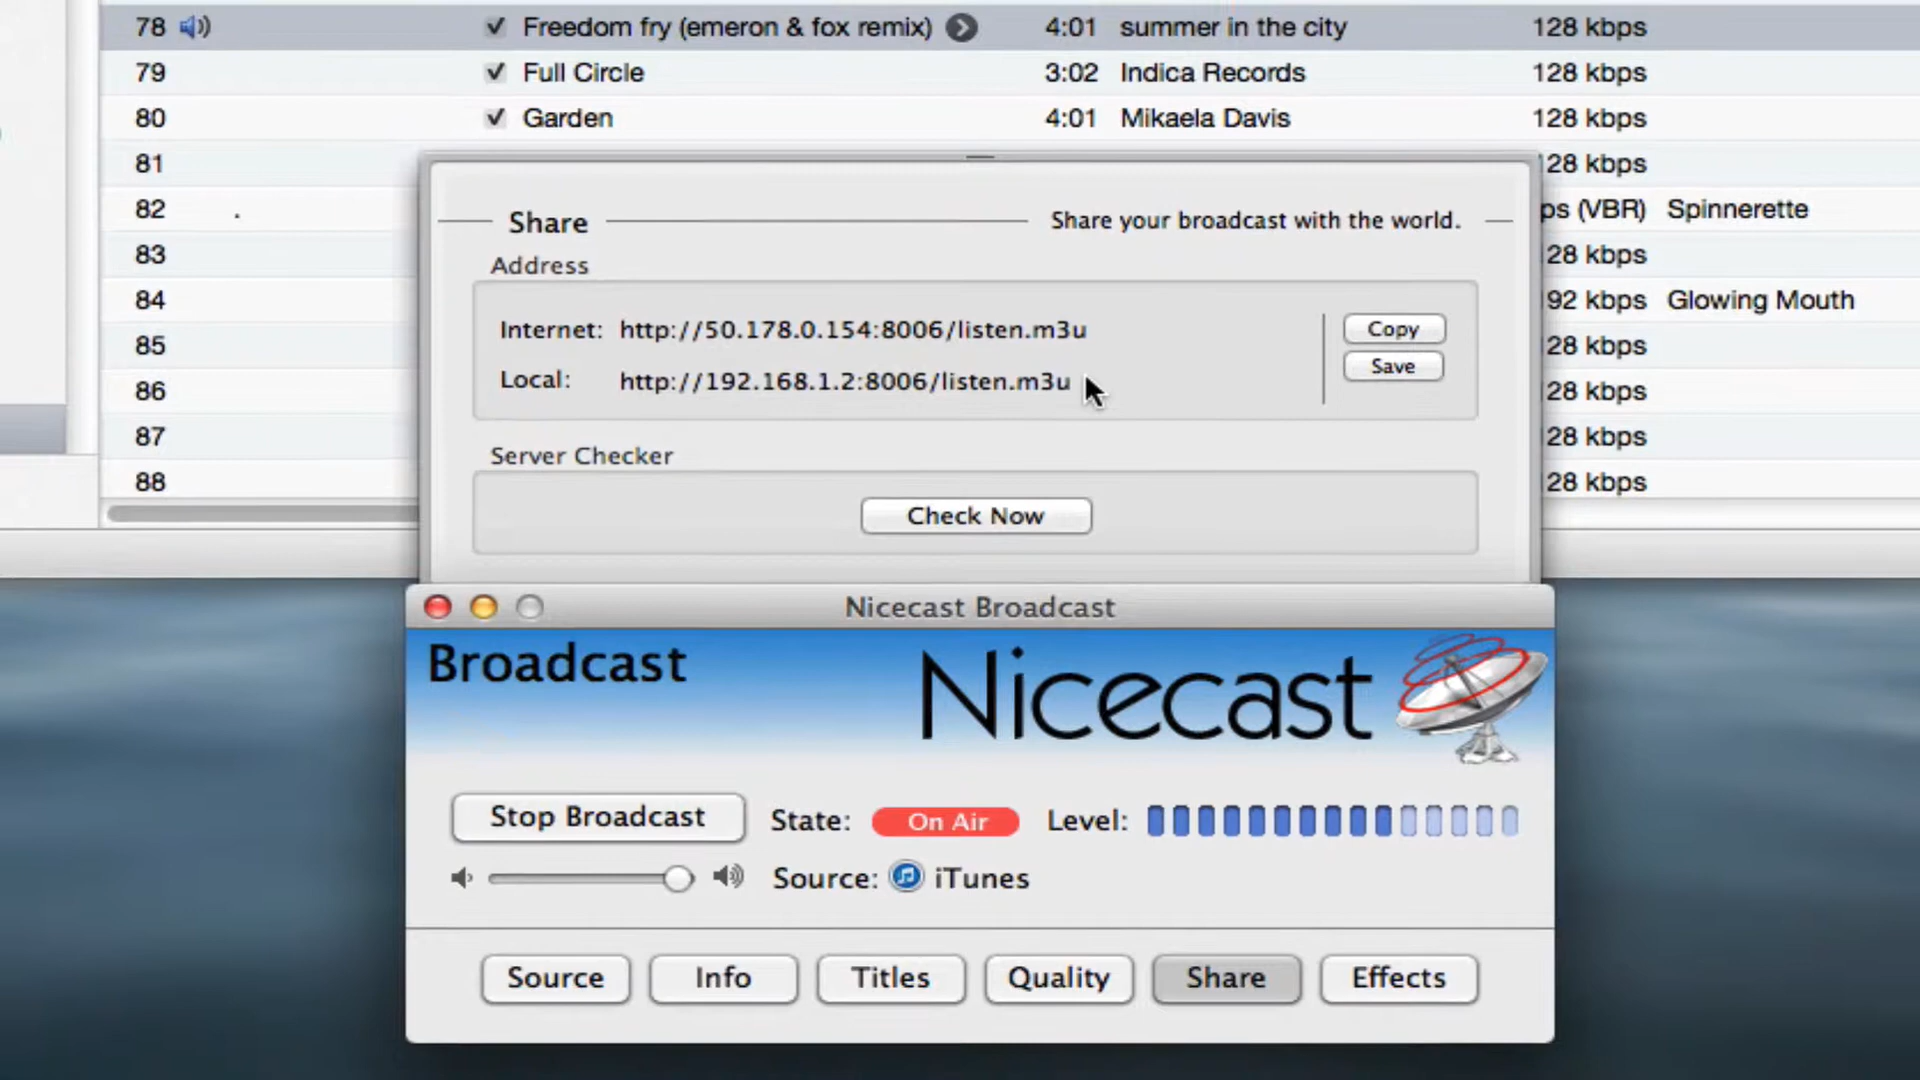 78 Freedom fry (emeron & fox remix) 4:01 summer in the city 128 kbps
79 Full Circle 3:02 Indica Records 128 kbps
80 Garden 4:01 Mikaela Davis 128 kbps
81 28 kbps
82 . ps (VBR) Spinnerette
83 28 kbps
84 92 kbps Glowing Mouth
85 28 kbps
86 28 kbps
87 28 kbps
88 28 kbps
Share Share your broadcast with the world.
Address
Internet: http://50.178.0.154:8006/listen.m3u Copy
Save
Local: http://192.168.1.2:8006/listen.m3u
Server Checker
Check Now
Nicecast Broadcast
Broadcast Nicecast
Stop Broadcast State: On Air Level:
Source: iTunes
Source Info Titles Quality Share Effects